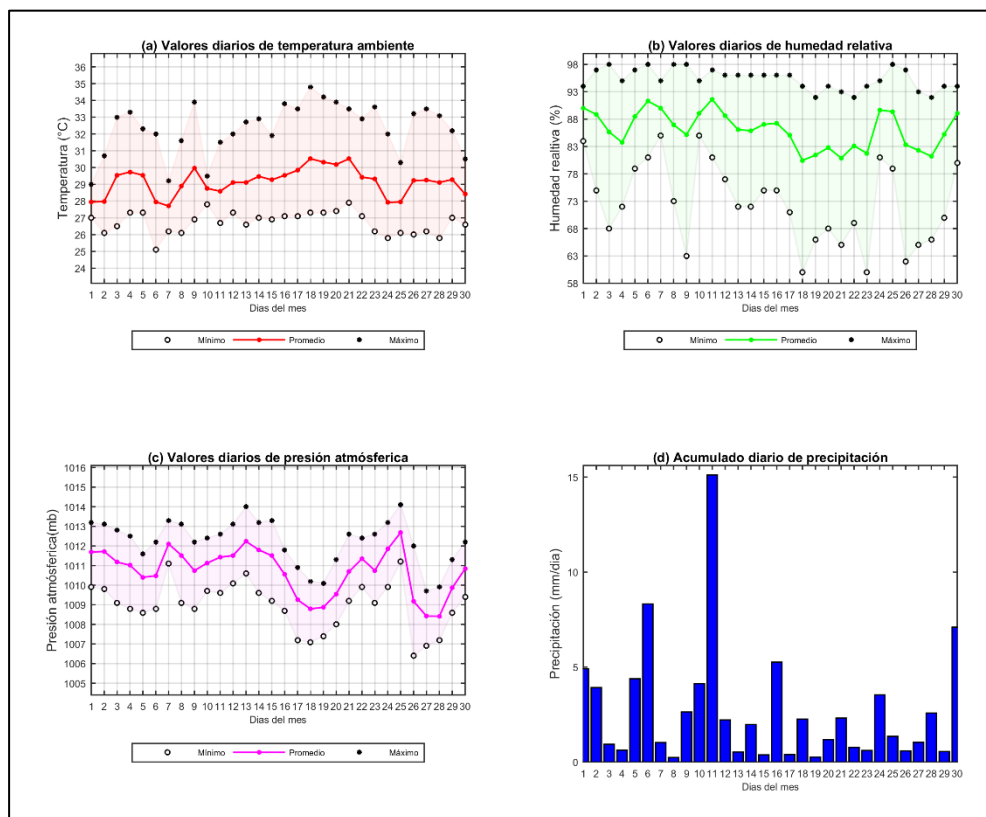 (a) Valores diarios de temperatura ambiente
Temperatura (°C)
36
35
34
33
32
31
30
29
28
27
26
25
24
1 2 3 4 5 6 7 8 9 10 11 12 13 14 15 16 17 18 19 20 21 22 23 24 25 26 27 28 29 30
Dias del mes
Mínimo Promedio Máximo
(b) Valores diarios de humedad relativa
Humedad realtiva (%)
98
93
88
83
78
73
68
63
58
1 2 3 4 5 6 7 8 9 10 11 12 13 14 15 16 17 18 19 20 21 22 23 24 25 26 27 28 29 30
Dias del mes
Mínimo Promedio Máximo
(c) Valores diarios de presión atmósferica
Presión atmósferica(mb)
1016
1015
1014
1013
1012
1011
1010
1009
1008
1007
1006
1005
1 2 3 4 5 6 7 8 9 10 11 12 13 14 15 16 17 18 19 20 21 22 23 24 25 26 27 28 29 30
Dias del mes
Mínimo Promedio Máximo
(d) Acumulado diario de precipitación
Precipitación (mm/dia)
15
10
5
0
1 2 3 4 5 6 7 8 9 10 11 12 13 14 15 16 17 18 19 20 21 22 23 24 25 26 27 28 29 30
Dias del mes